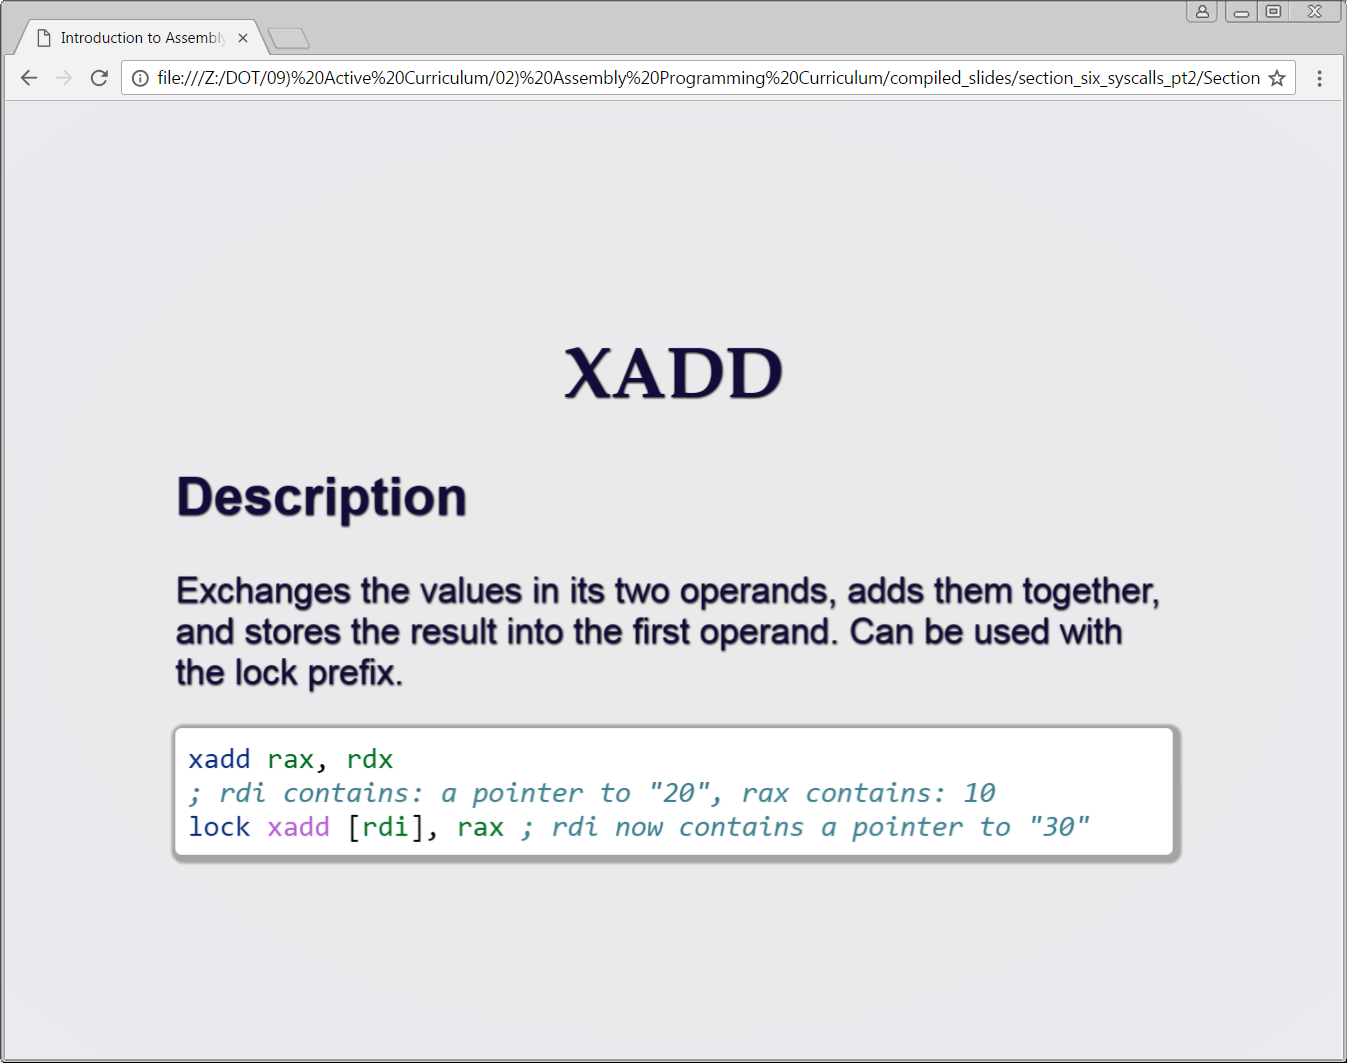 Introduction to Assembly
file:///Z:/DOT/09)%20Active%20Curriculum/02)%20Assembly%20Programming%20Curriculum/compiled_slides/section_six_syscalls_pt2/Section
XADD
Description
Exchanges the values in its two operands, adds them together,
and stores the result into the first operand. Can be used with
the lock prefix.
xadd rax, rdx
; rdi contains: a pointer to "20", rax contains: 10
lock xadd [rdi], rax ; rdi now contains a pointer to "30"